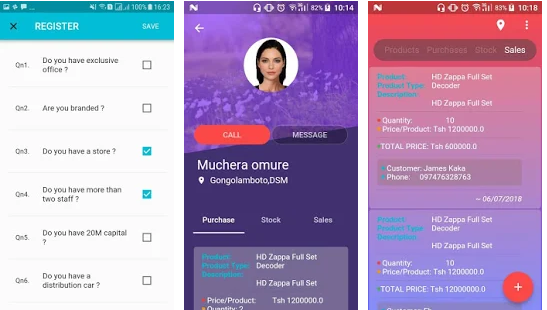 100% 16:23
REGISTER
SAVE
Qn1.
Do you have exclusive
office ?
Qn2.
Are you branded ?
Qn3.
Do you have a store ?
Qn4.
Do you have more than
two staff ?
Qn5.
Do you have 20M capital
?
Qn6.
Do you have a
distribution car ?
82% 10:14
CALL
MESSAGE
Muchera omure
Gongolamboto,DSM
Purchase
Stock
Sales
Product: HD Zappa Full Set
Product Type: Decoder
Description:
HD Zappa Full Set
Price/Product: Tsh 1200000.0
Quantity: 2
83% 10:18
Products
Purchases
Stock
Sales
Product: HD Zappa Full Set
Product Type: Decoder
Description:
HD Zappa Full Set
Quantity: 10
Price/Product: Tsh 1200000.0
TOTAL PRICE: Tsh 600000.0
Customer: James Kaka
Phone: 097476328763
~ 06/07/2018
Product: HD Zappa Full Set
Product Type: Decoder
Description:
HD Zappa Full Set
Quantity: 10
Price/Product: Tsh 1200000.0
TOTAL PRICE: Tsh 1200000.0